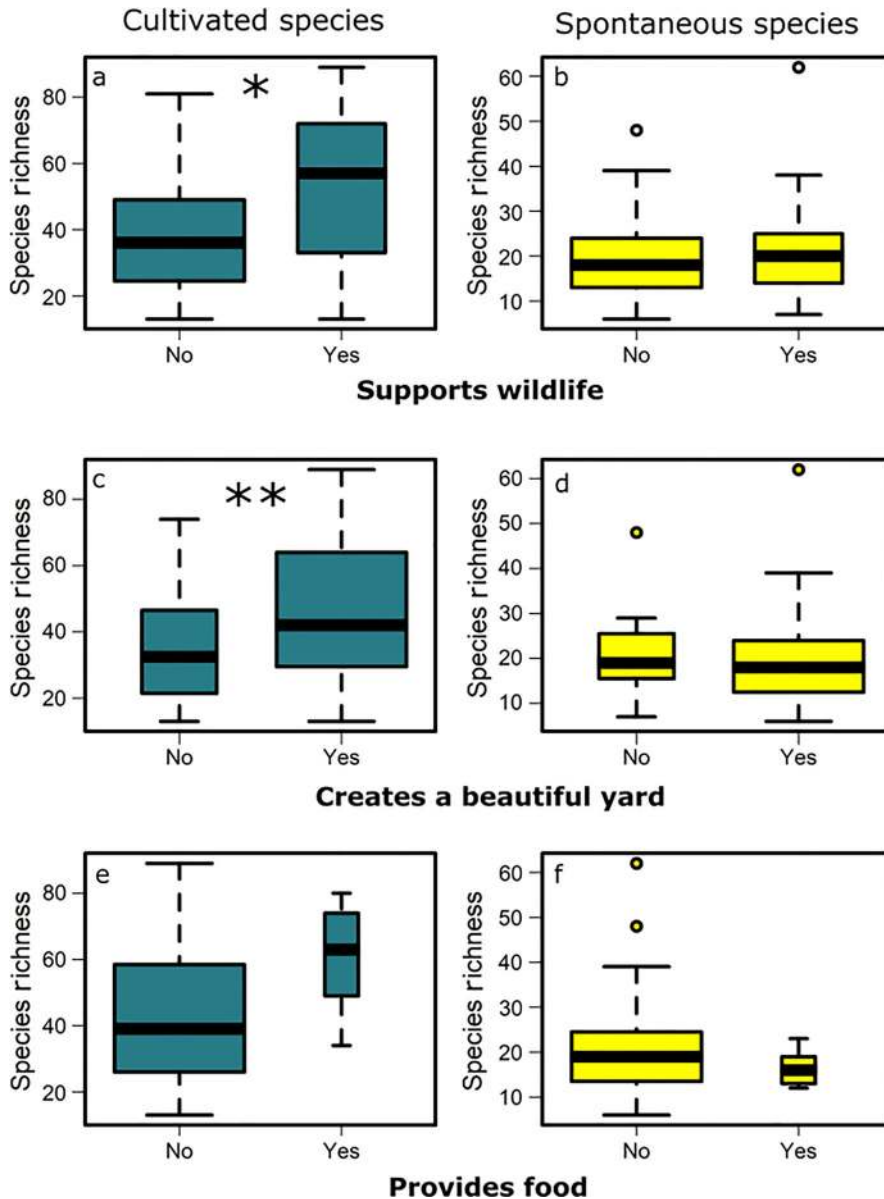 Cultivated species
Spontaneous species
a
*
Species richness
80
60
40
20
No
Yes
b
Species richness
60
50
40
30
20
10
No
Yes
Supports wildlife
c
**
Species richness
80
60
40
20
No
Yes
d
Species richness
60
50
40
30
20
10
No
Yes
Creates a beautiful yard
e
Species richness
80
60
40
20
No
Yes
f
Species richness
60
50
40
30
20
10
No
Yes
Provides food